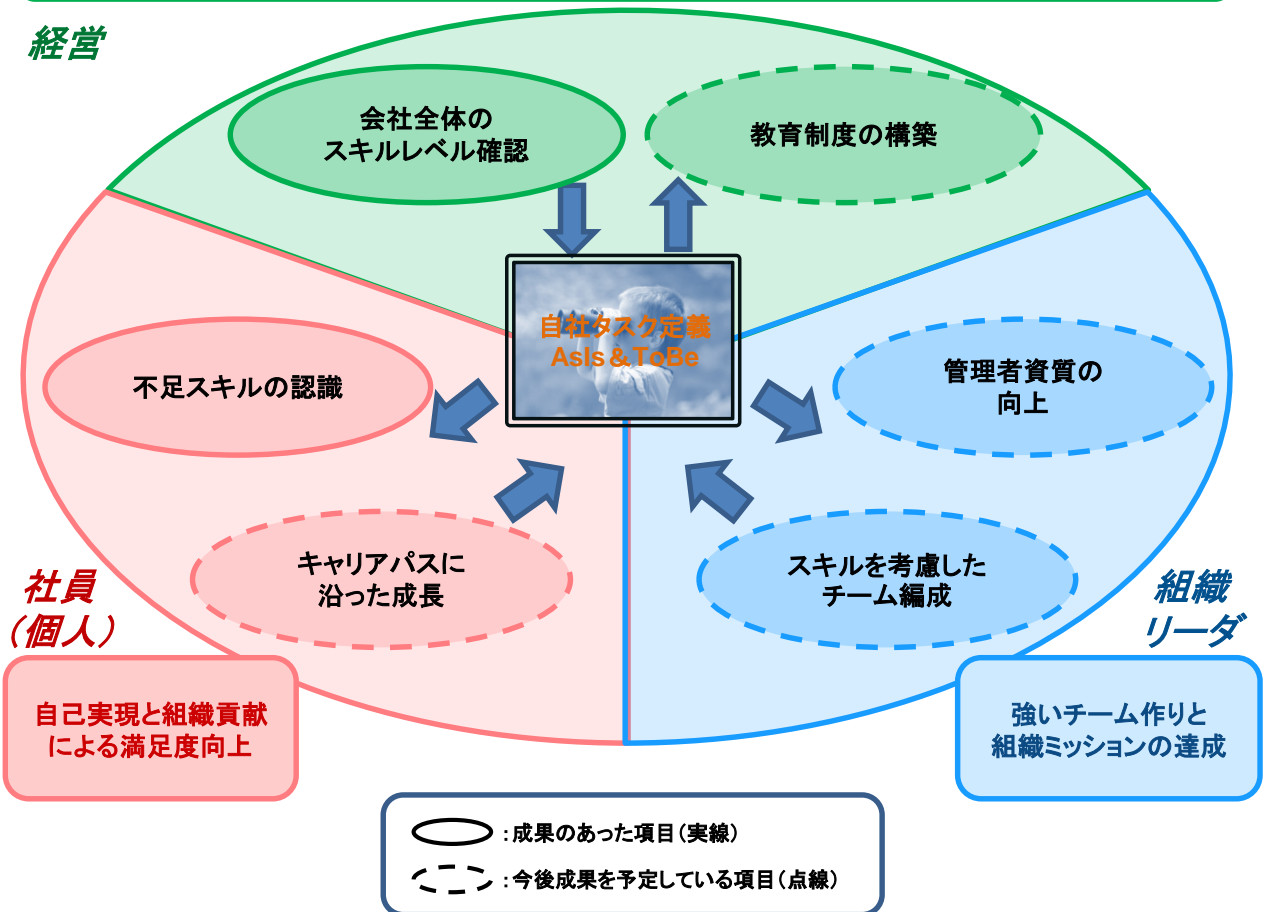 経営
会社全体の
スキルレベル確認
教育制度の構築
自社タスク定義
AsIs&ToBe
不足スキルの認識
管理者資質の
向上
キャリアパスに
沿った成長
スキルを考慮した
チーム編成
社員
（個人）
組織
リーダ
自己実現と組織貢献
による満足度向上
強いチーム作りと
組織ミッションの達成
：成果のあった項目（実線）
：今後成果を予定している項目（点線）